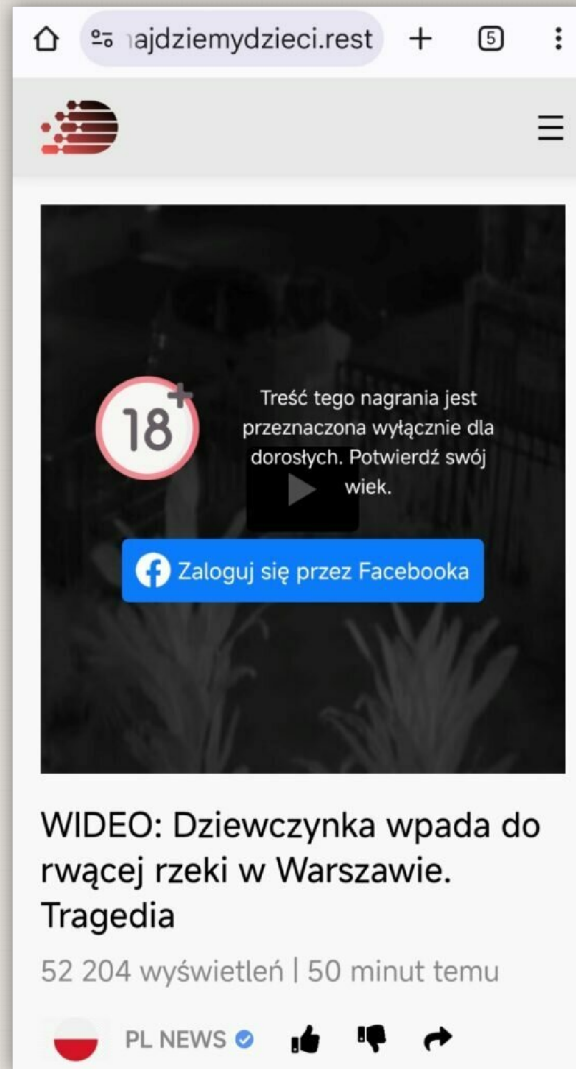 ajdziemydzieci.rest
5
18+
Treść tego nagrania jest
przeznaczona wyłącznie dla
dorosłych. Potwierdź swój
wiek.
Zaloguj się przez Facebooka
WIDEO: Dziewczynka wpada do
rwącej rzeki w Warszawie.
Tragedia
52 204 wyświetleń | 50 minut temu
PL NEWS